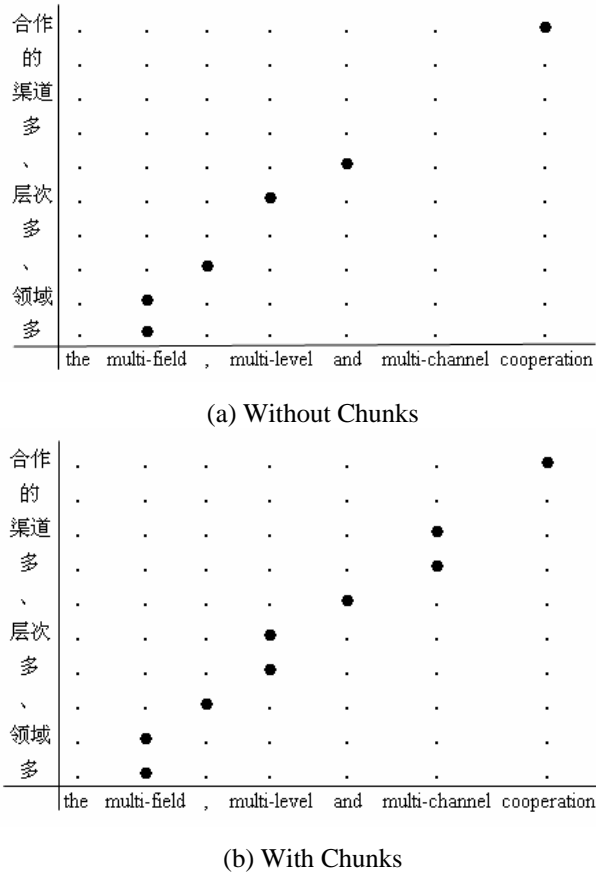 合作
的
渠道
多
、
层次
多
、
领域
多
the multi-field , multi-level and multi-channel cooperation
(a) Without Chunks
合作
的
渠道
多
、
层次
多
、
领域
多
the multi-field , multi-level and multi-channel cooperation
(b) With Chunks